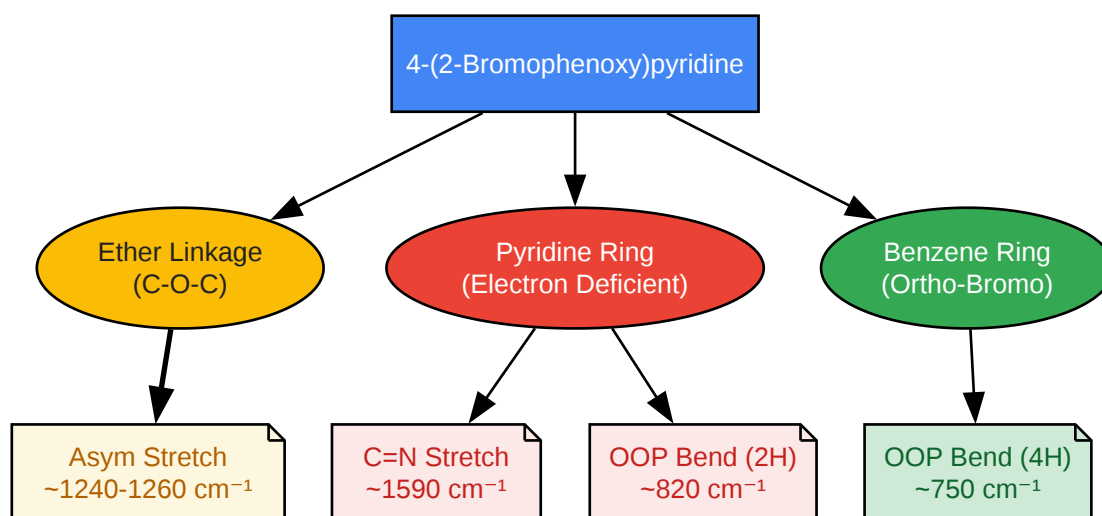 4-(2-Bromophenoxy)pyridine
Ether Linkage
(C-O-C)
Pyridine Ring
(Electron Deficient)
Benzene Ring
(Ortho-Bromo)
Asym Stretch
~1240-1260 cm⁻¹
C=N Stretch
~1590 cm⁻¹
OOP Bend (2H)
~820 cm⁻¹
OOP Bend (4H)
~750 cm⁻¹